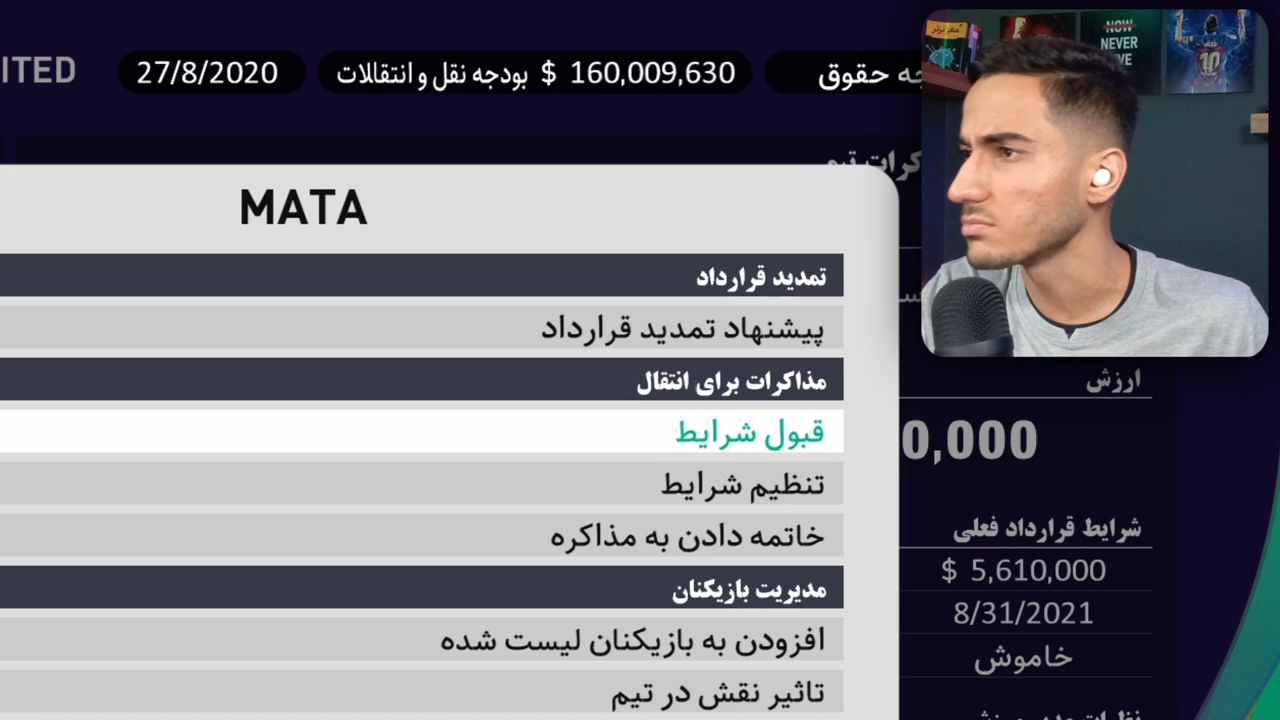 27/8/2020
بودجه نقل و انتقالات $ 160,009,630
حقوق
NOW
NEVER
10
MATA
تمدید قرارداد
پیشنهاد تمدید قرارداد
مذاکرات برای انتقال
قبول شرایط
تنظیم شرایط
خاتمه دادن به مذاکره
مدیریت بازیکنان
افزودن به بازیکنان لیست شده
تاثیر نقش در تیم
ارزش
0,000
شرایط قرارداد فعلی
$ 5,610,000
8/31/2021
خاموش